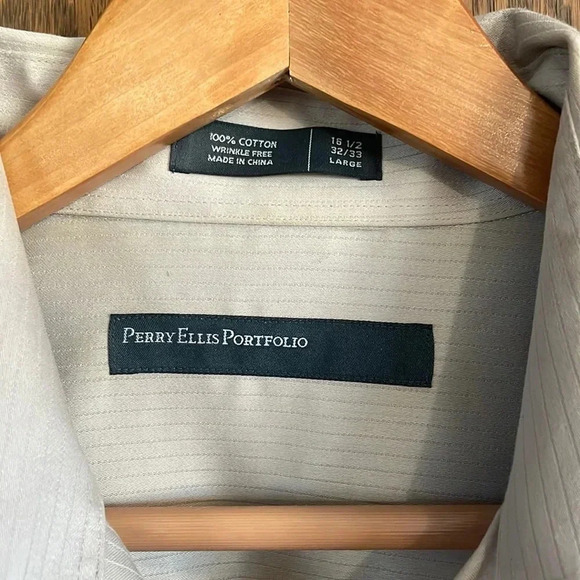 100% COTTON
WRINKLE FREE
MADE IN CHINA
16 1/2
32/33
LARGE
PERRY ELLIS PORTFOLIO